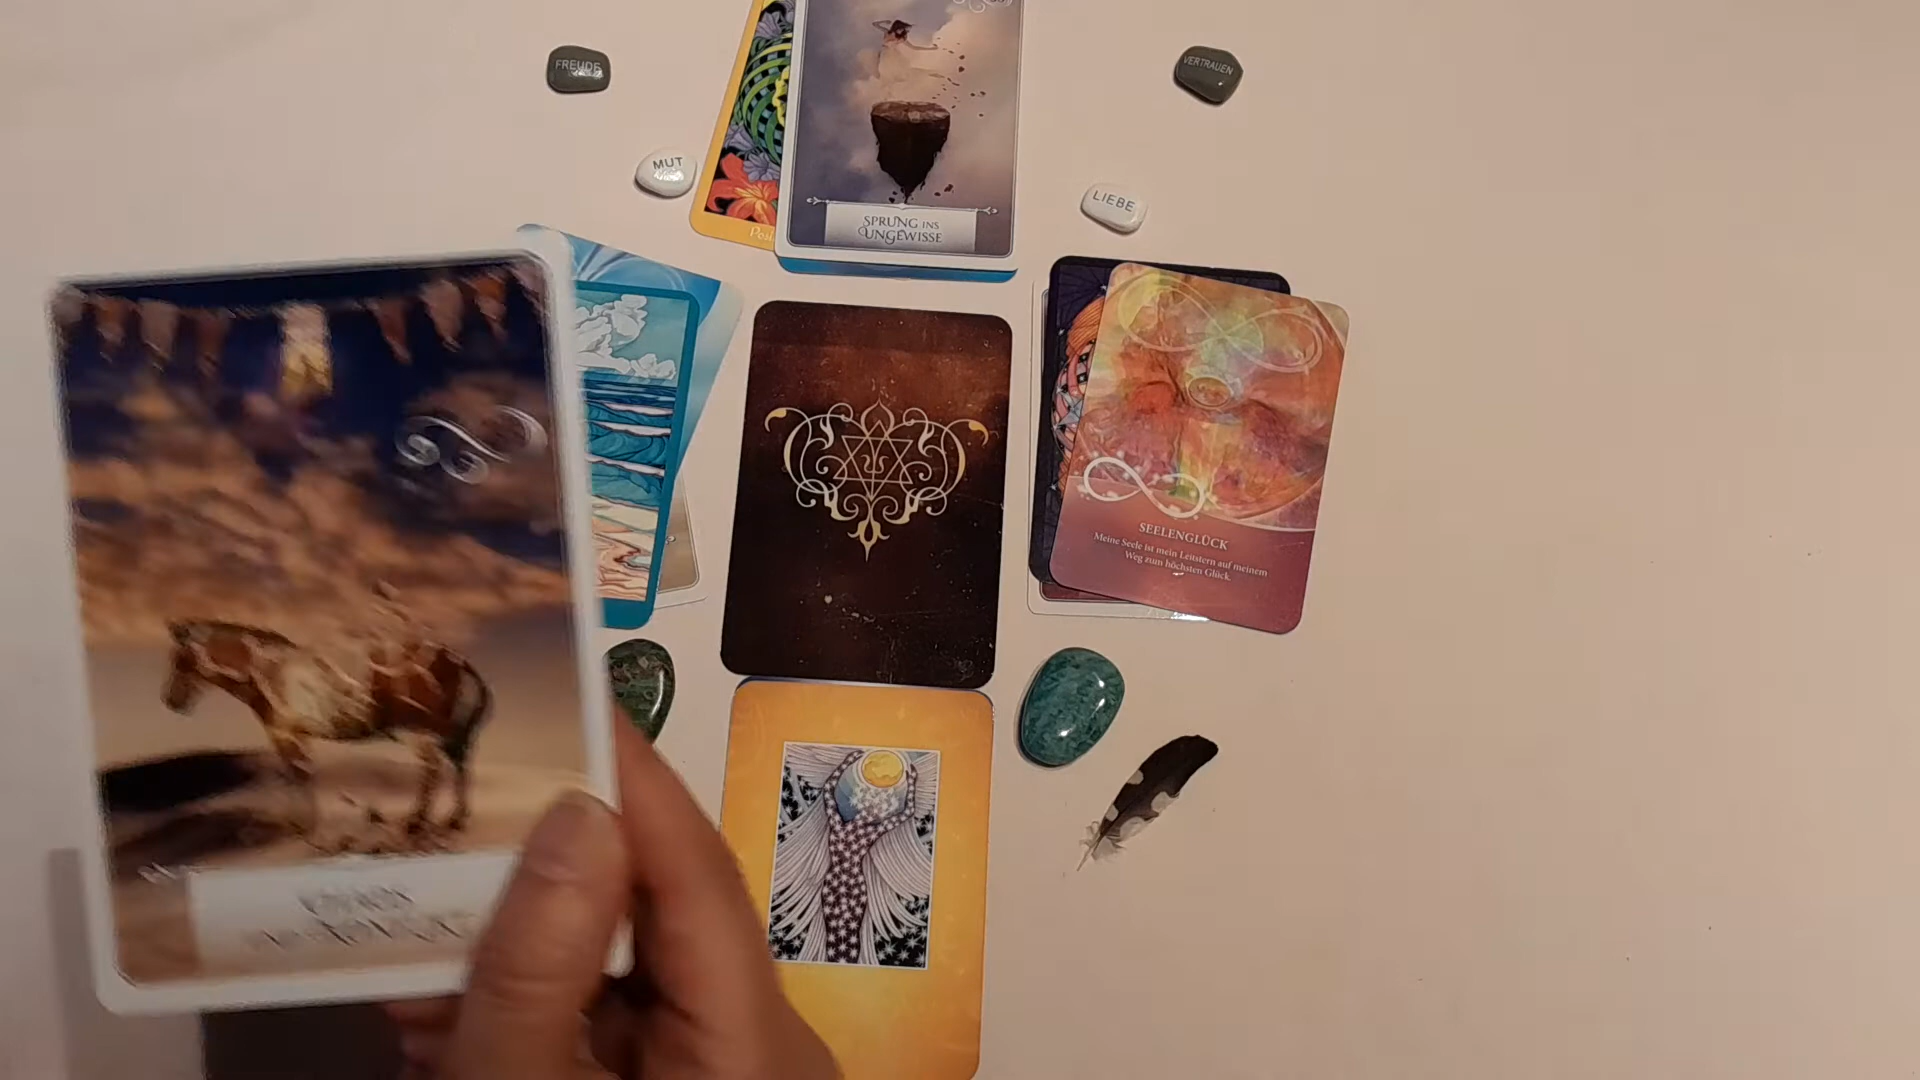 FREUDE
VERTRAUEN
MUT
LIEBE
SPRUNG INS
UNGEWISSE
SEELENGLÜCK
Meine Seele ist mein Leitstern auf meinem
Weg zum höchsten Glück.